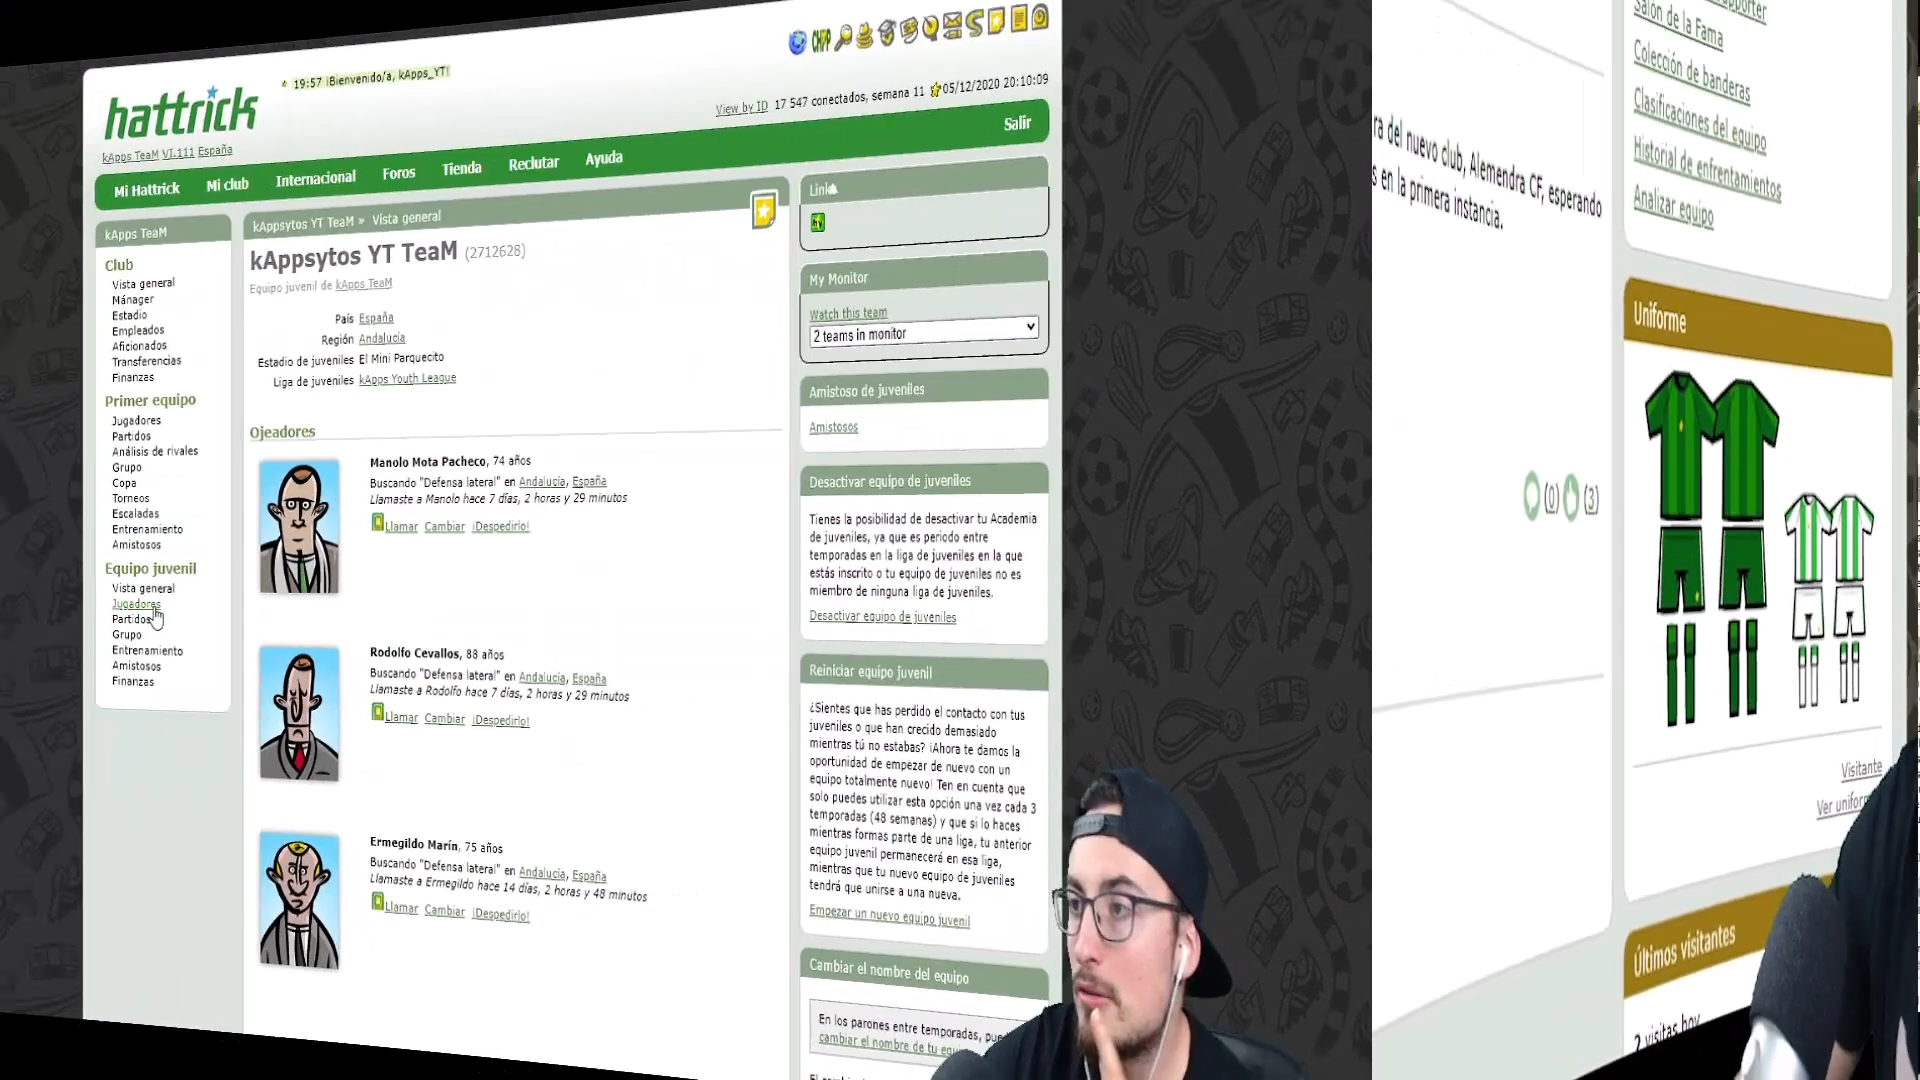 19:57 ¡Bienvenido/a, kApps_YT!
hattrick
kApps TeaM VI.111 España
CHPP
View by ID 17 547 conectados, semana 11 05/12/2020 20:10:09
Mi Hattrick Mi club Internacional Foros Tienda Reclutar Ayuda Salir
kApps TeaM
Club
Vista general
Mánager
Estadio
Empleados
Aficionados
Transferencias
Finanzas
Primer equipo
Jugadores
Partidos
Análisis de rivales
Grupo
Copa
Torneos
Escaladas
Entrenamiento
Amistosos
Equipo juvenil
Vista general
Jugadores
Partidos
Grupo
Entrenamiento
Amistosos
Finanzas
kAppsytos YT TeaM » Vista general
kAppsytos YT TeaM (2712628)
Equipo juvenil de kApps TeaM
País España
Región Andalucía
Estadio de juveniles El Mini Parquecito
Liga de juveniles kApps Youth League
Ojeadores
Manolo Mota Pacheco, 74 años
Buscando "Defensa lateral" en Andalucía, España
Llamaste a Manolo hace 7 días, 2 horas y 29 minutos
Llamar Cambiar ¡Despedirlo!
Rodolfo Cevallos, 88 años
Buscando "Defensa lateral" en Andalucía, España
Llamaste a Rodolfo hace 7 días, 2 horas y 29 minutos
Llamar Cambiar ¡Despedirlo!
Ermegildo Marín, 75 años
Buscando "Defensa lateral" en Andalucía, España
Llamaste a Ermegildo hace 14 días, 2 horas y 48 minutos
Llamar Cambiar ¡Despedirlo!
Links
My Monitor
Watch this team
2 teams in monitor
Amistoso de juveniles
Amistosos
Desactivar equipo de juveniles
Tienes la posibilidad de desactivar tu Academia
de juveniles, ya que es periodo entre
temporadas en la liga de juveniles en la que
estás inscrito o tu equipo de juveniles no es
miembro de ninguna liga de juveniles.
Desactivar equipo de juveniles
Reiniciar equipo juvenil
¿Sientes que has perdido el contacto con tus
juveniles o que han crecido demasiado
mientras tú no estabas? ¡Ahora te damos la
oportunidad de empezar de nuevo con un
equipo totalmente nuevo! Ten en cuenta que
solo puedes utilizar esta opción una vez cada 3
temporadas (48 semanas) y que si lo haces
mientras formas parte de una liga, tu anterior
equipo juvenil permanecerá en esa liga,
mientras que tu nuevo equipo de juveniles
tendrá que unirse a una nueva.
Empezar un nuevo equipo juvenil
Cambiar el nombre del equipo
En los parones entre temporadas,
cambiar el nombre de tu
ra del nuevo club, Alemendra CF, esperando
s en la primera instancia.
(0) (3)
Salón de la Fama
Colección de banderas
Clasificaciones del equipo
Historial de enfrentamientos
Analizar equipo
Uniforme
Visitante
Ver
Últimos visitantes
2 visitas hoy